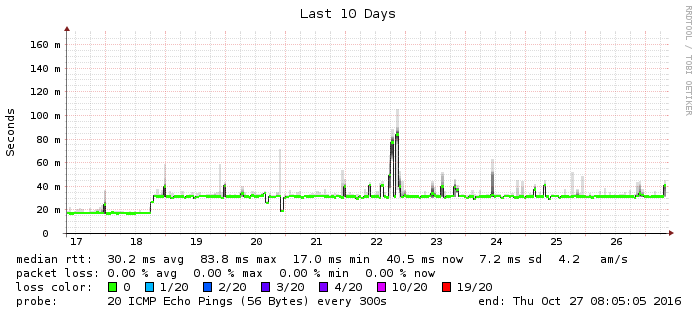 Last 10 Days
RRDTOOL / TOBI OETIKER
Seconds
160 m
140 m
120 m
100 m
80 m
60 m
40 m
20 m
0
17 18 19 20 21 22 23 24 25 26
median rtt: 30.2 ms avg 83.8 ms max 17.0 ms min 40.5 ms now 7.2 ms sd 4.2 am/s
packet loss: 0.00 % avg 0.00 % max 0.00 % min 0.00 % now
loss color: 0 1/20 2/20 3/20 4/20 10/20 19/20
probe: 20 ICMP Echo Pings (56 Bytes) every 300s end: Thu Oct 27 08:05:05 2016